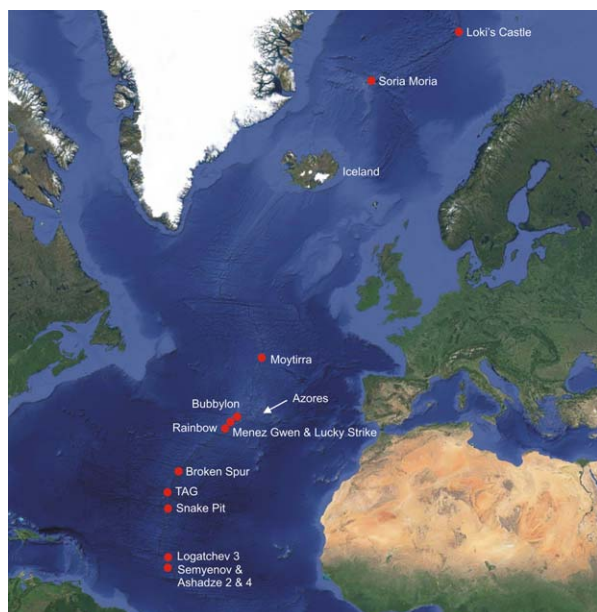 Loki's Castle
Soria Moria
Iceland
Moytirra
Azores
Bubbylon
Rainbow
Menez Gwen & Lucky Strike
Broken Spur
TAG
Snake Pit
Logatchev 3
Semyenov &
Ashadze 2 & 4